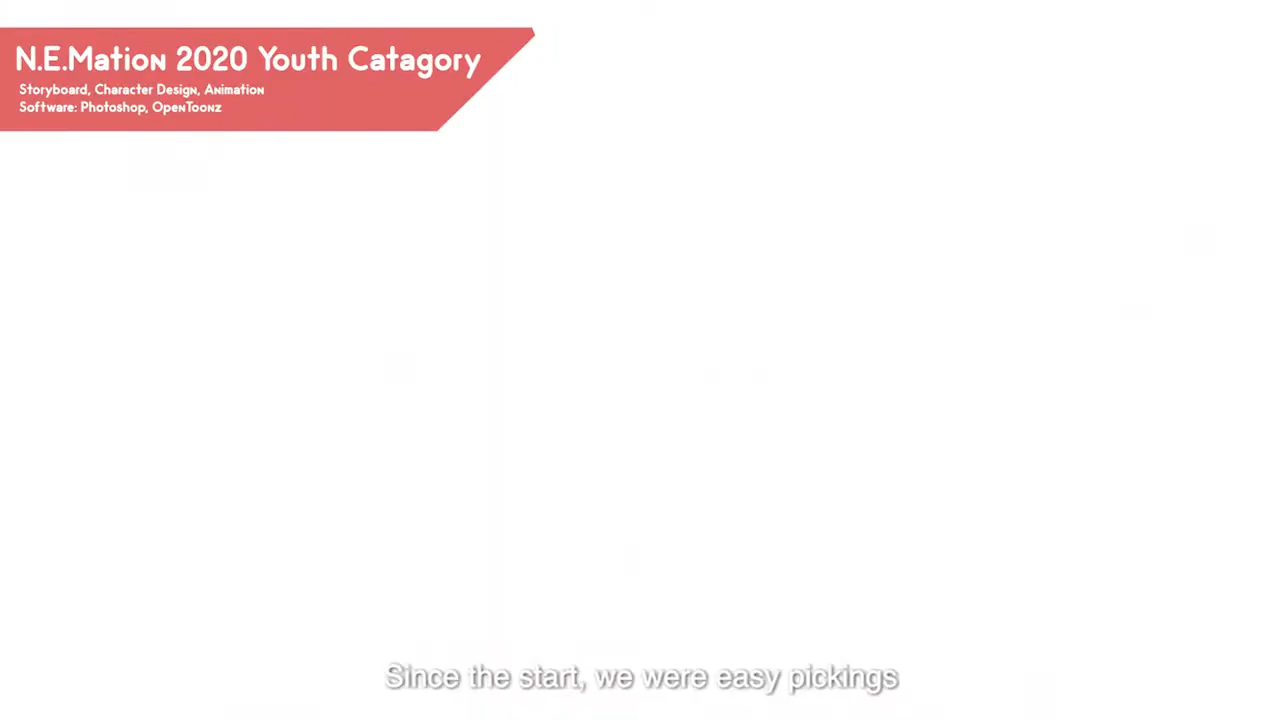 N.E.Mation 2020 Youth Catagory
Storyboard, Character Design, Animation
Software: Photoshop, OpenToonz
Since the start, we were easy pickings